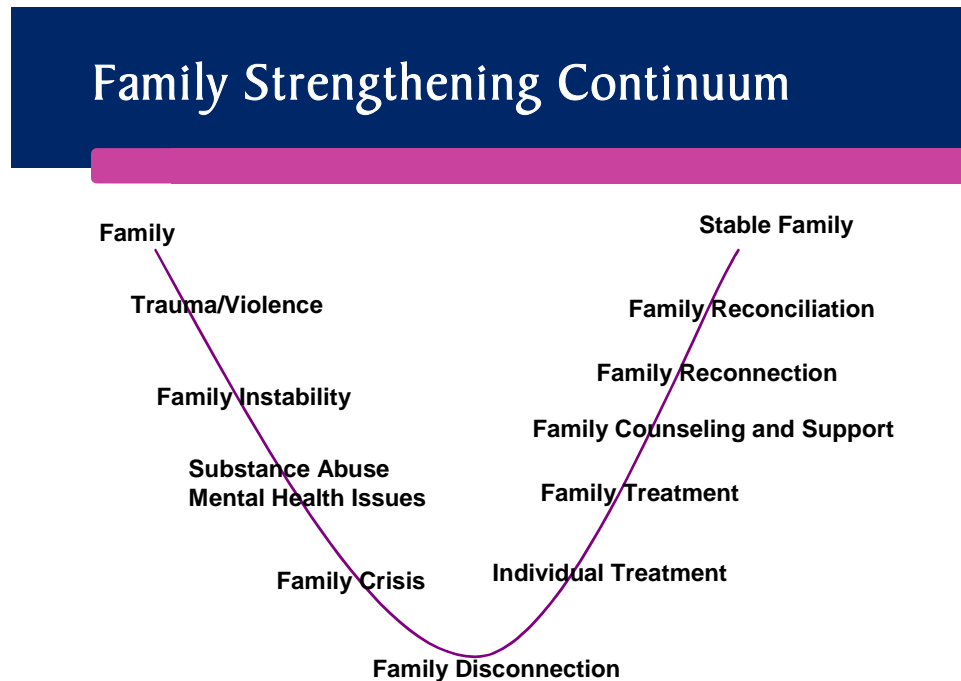 Family Strengthening Continuum
Family
Trauma/Violence
Family Instability
Substance Abuse
Mental Health Issues
Family Crisis
Family Disconnection
Individual Treatment
Family Treatment
Family Counseling and Support
Family Reconnection
Family Reconciliation
Stable Family